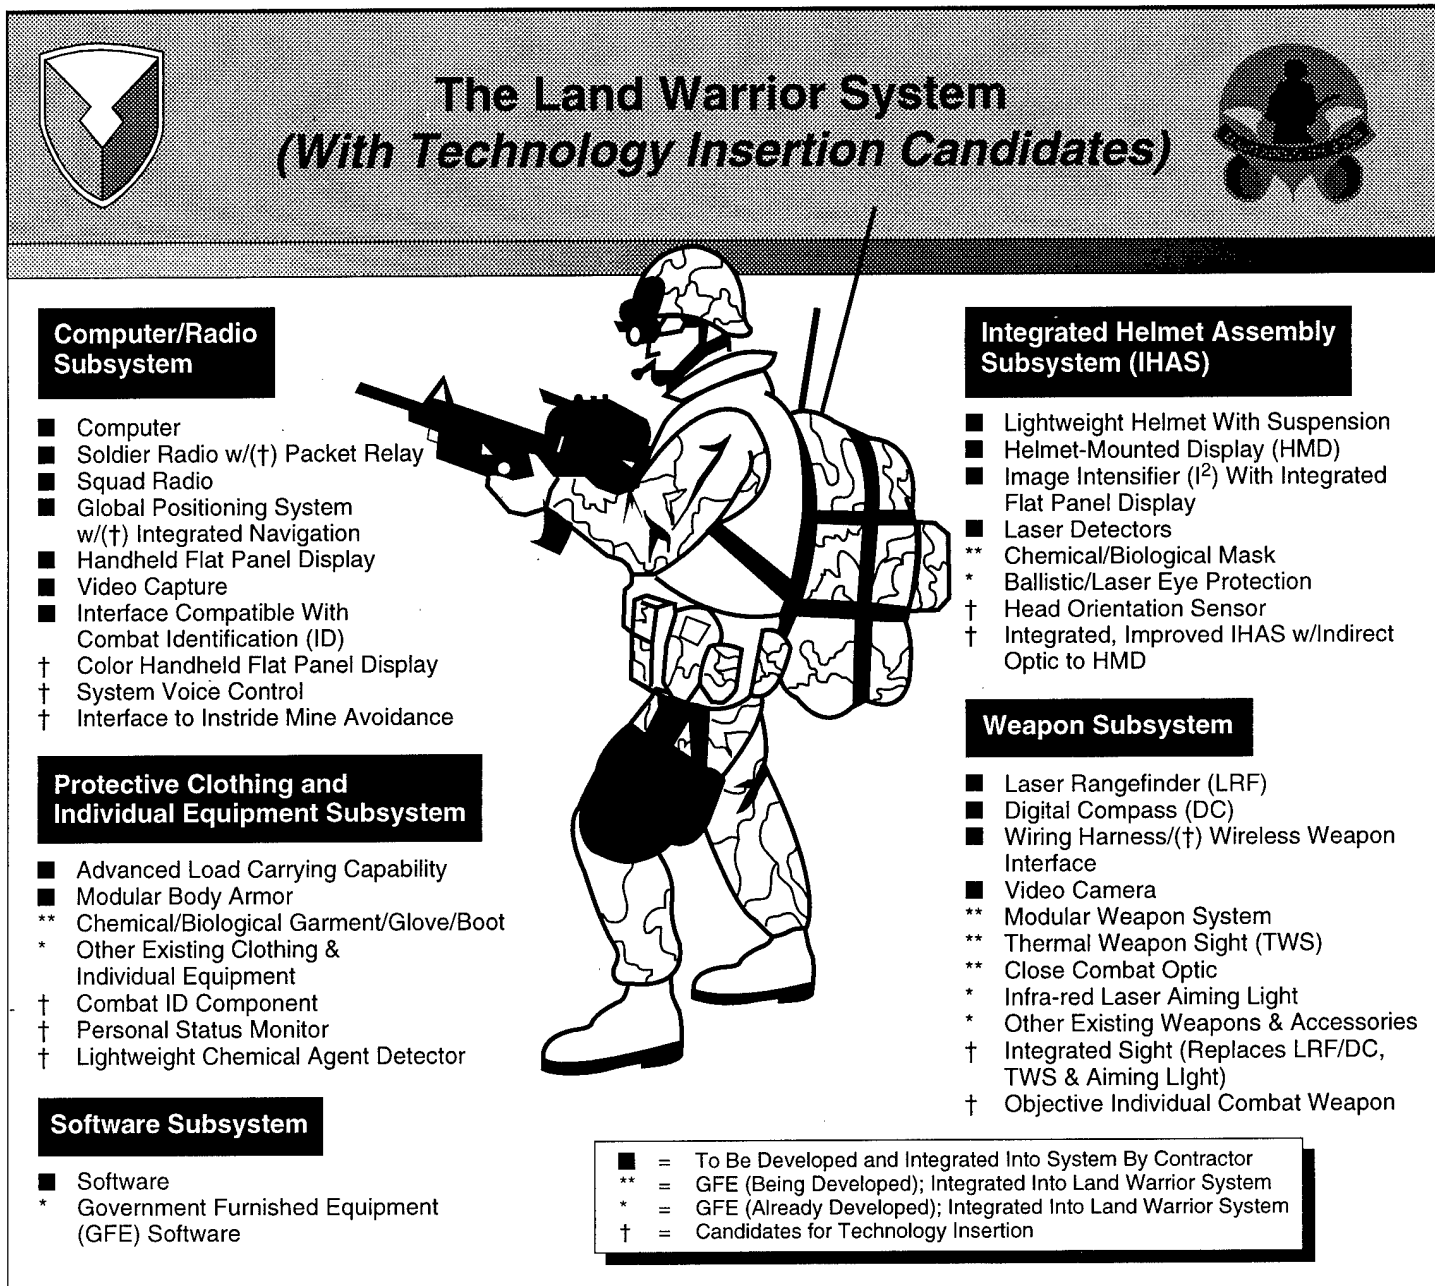 The Land Warrior System
(With Technology Insertion Candidates)
Computer/Radio
Subsystem
■ Computer
■ Soldier Radio w/(†) Packet Relay
■ Squad Radio
■ Global Positioning System
w/(†) Integrated Navigation
■ Handheld Flat Panel Display
■ Video Capture
■ Interface Compatible With
Combat Identification (ID)
† Color Handheld Flat Panel Display
† System Voice Control
† Interface to Instride Mine Avoidance
Protective Clothing and
Individual Equipment Subsystem
■ Advanced Load Carrying Capability
■ Modular Body Armor
** Chemical/Biological Garment/Glove/Boot
* Other Existing Clothing &
Individual Equipment
† Combat ID Component
† Personal Status Monitor
† Lightweight Chemical Agent Detector
Software Subsystem
■ Software
* Government Furnished Equipment
(GFE) Software
Integrated Helmet Assembly
Subsystem (IHAS)
■ Lightweight Helmet With Suspension
■ Helmet-Mounted Display (HMD)
■ Image Intensifier (I²) With Integrated
Flat Panel Display
■ Laser Detectors
** Chemical/Biological Mask
* Ballistic/Laser Eye Protection
† Head Orientation Sensor
† Integrated, Improved IHAS w/Indirect
Optic to HMD
Weapon Subsystem
■ Laser Rangefinder (LRF)
■ Digital Compass (DC)
■ Wiring Harness/(†) Wireless Weapon
Interface
■ Video Camera
** Modular Weapon System
** Thermal Weapon Sight (TWS)
** Close Combat Optic
* Infra-red Laser Aiming Light
* Other Existing Weapons & Accessories
† Integrated Sight (Replaces LRF/DC,
TWS & Aiming LIght)
† Objective Individual Combat Weapon
■ = To Be Developed and Integrated Into System By Contractor
** = GFE (Being Developed); Integrated Into Land Warrior System
* = GFE (Already Developed); Integrated Into Land Warrior System
† = Candidates for Technology Insertion